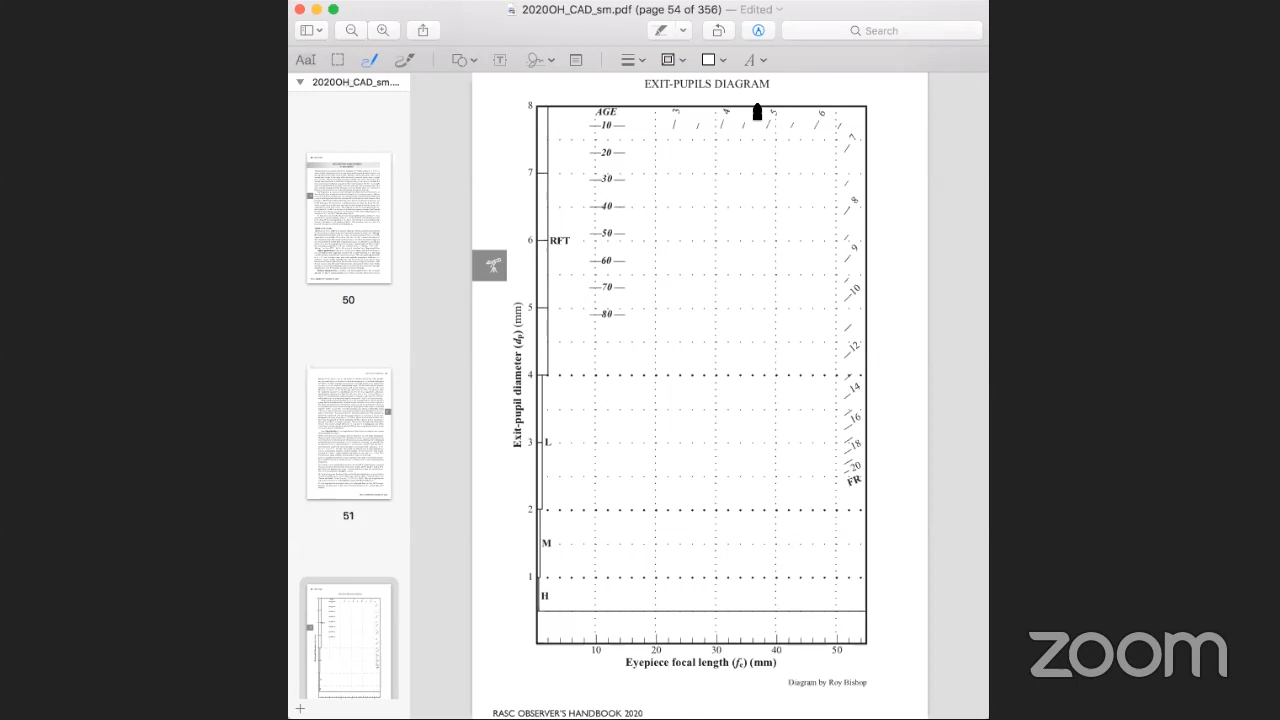 2020OH_CAD_sm.pdf (page 54 of 356) — Edited
Search
AaI
2020OH_CAD_sm....
50
51
EXIT-PUPILS DIAGRAM
8
AGE
3
4
5
6
10
7
20
7
30
8
40
50
6
RFT
9
60
70
10
5
80
12
4
14
16
3
L
18
20
FR
2
M
1
H
10
20
30
40
50
Exit-pupil diameter (dp) (mm)
Eyepiece focal length (fe) (mm)
Diagram by Roy Bishop
RASC OBSERVER'S HANDBOOK 2020
zoom